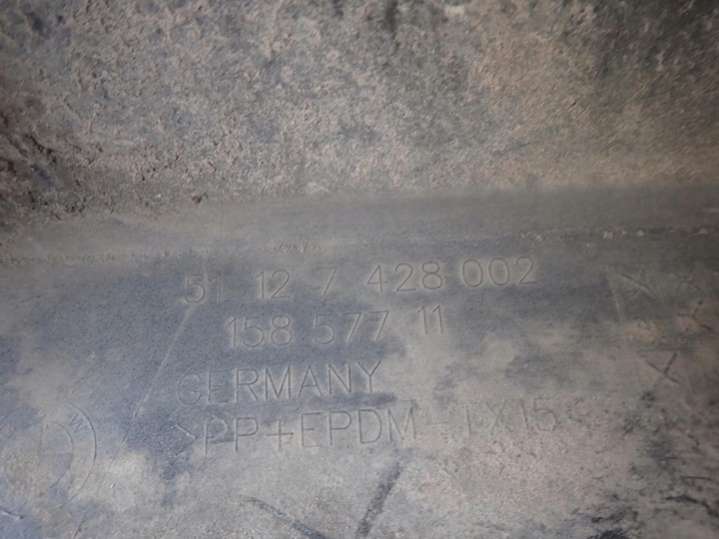 51 12 7 428 002
158 577 11
GERMANY
>PP+EPDM-TX15<
W